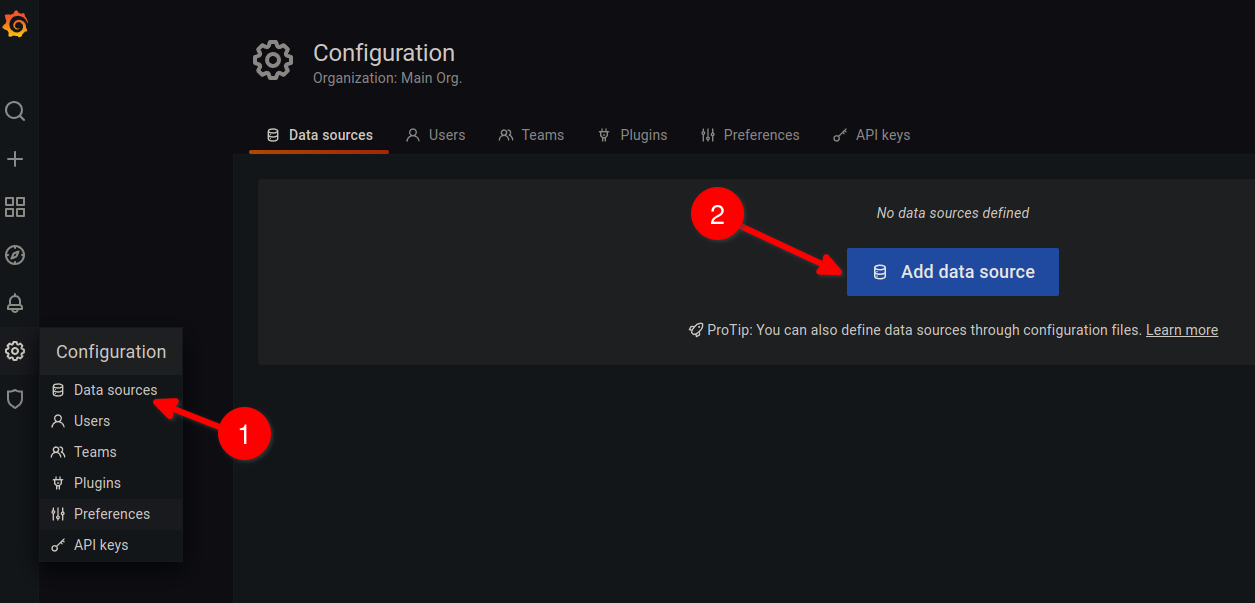 Configuration
Organization: Main Org.
Data sources Users Teams Plugins Preferences API keys
No data sources defined
2
Add data source
ProTip: You can also define data sources through configuration files. Learn more
Configuration
Data sources
Users
1
Teams
Plugins
Preferences
API keys